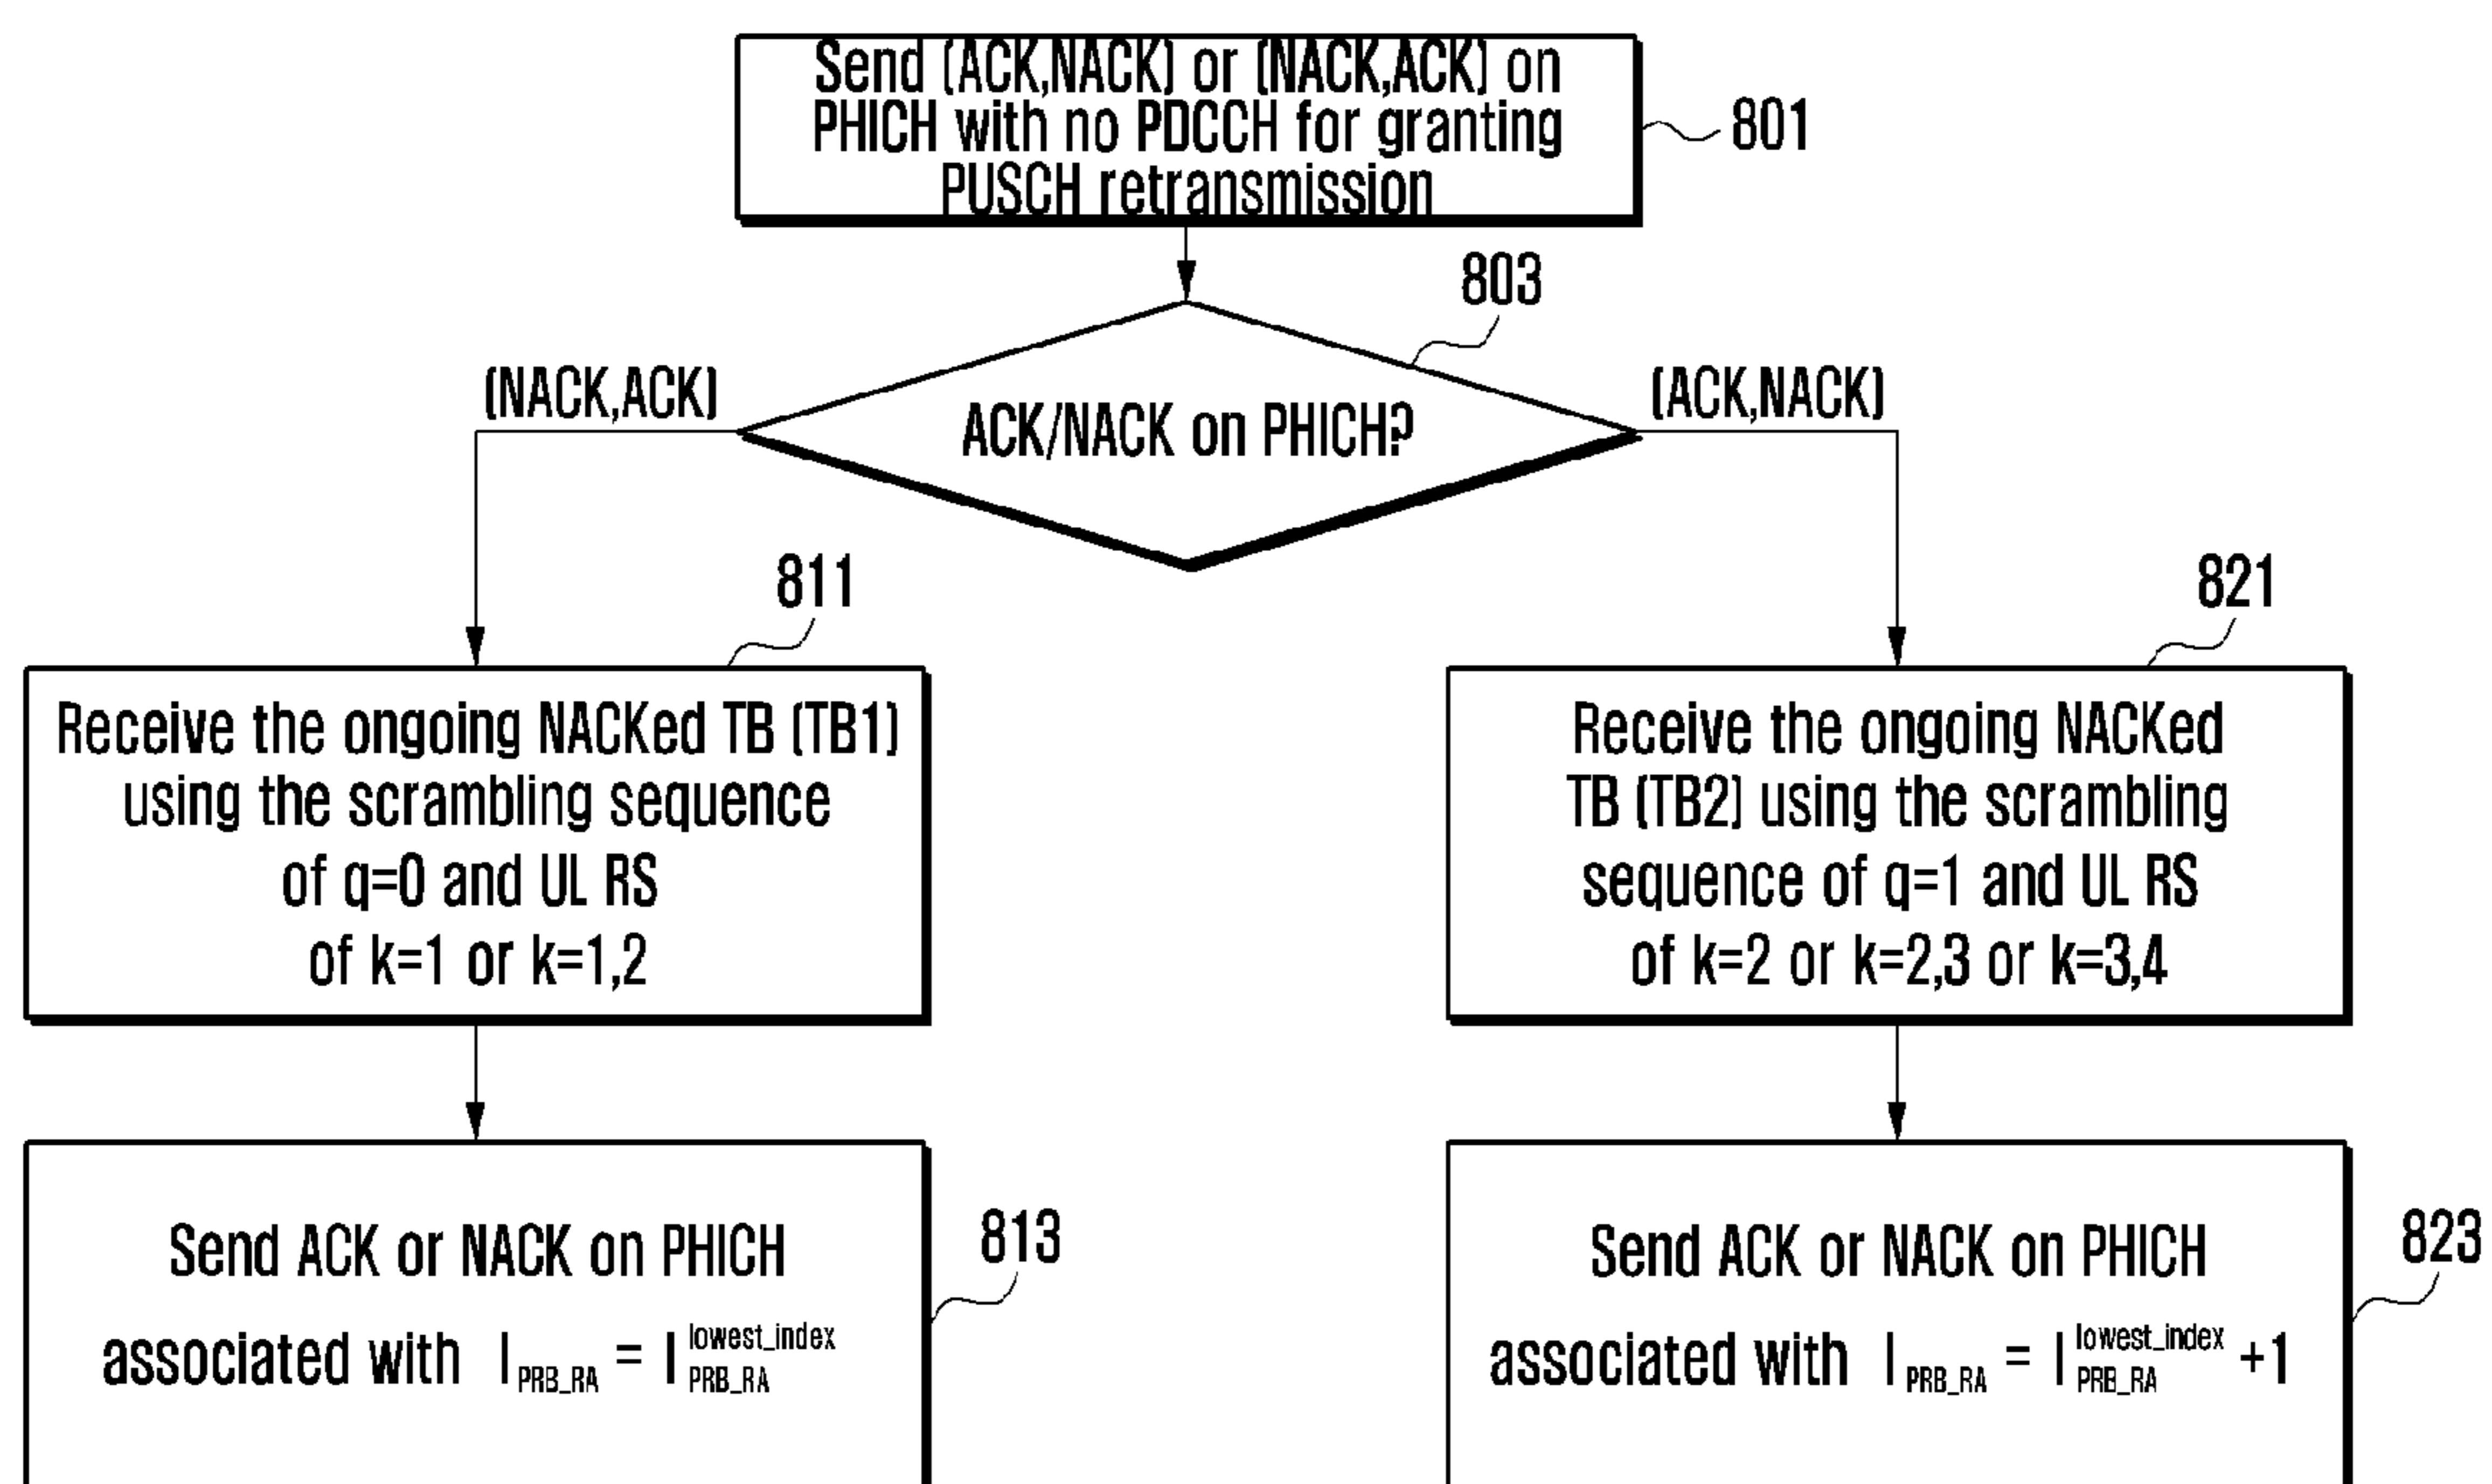 Send (ACK,NACK) or (NACK,ACK) on
PHICH with no PDCCH for granting
PUSCH retransmission
801
803
(NACK,ACK)
ACK/NACK on PHICH?
(ACK,NACK)
811
Receive the ongoing NACKed TB (TB1)
using the scrambling sequence
of q=0 and UL RS
of k=1 or k=1,2
821
Receive the ongoing NACKed
TB (TB2) using the scrambling
sequence of q=1 and UL RS
of k=2 or k=2,3 or k=3,4
Send ACK or NACK on PHICH
associated with I PRB_RA = I PRB_RA lowest_index
813
Send ACK or NACK on PHICH
associated with I PRB_RA = I PRB_RA lowest_index +1
823